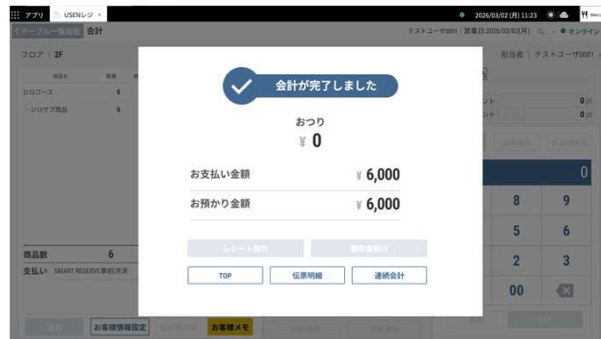 アプリ USENレジ ×
2026/03/02 (月) 11:23
<テーブル一覧画面 会計
テストユーザ0001 営業日:2026/03/02(月) オンライン
フロア | 2F
担当者 | テストユーザ0001
商品名 数量
2/13コース 6
- 2/13サブ商品 6
会計が完了しました
おつり
¥ 0
お支払い金額 ¥ 6,000
お預かり金額 ¥ 6,000
レシート発行 領収書発行
TOP 伝票明細 連続会計
0 pt
0 pt
0
8 9
5 6
2 3
00
商品数 6
支払い SMART RESERVE事前決済
お客様情報設定 お客様メモ